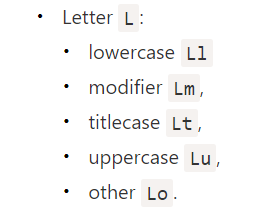 • Letter L:
• lowercase Ll
• modifier Lm,
• titlecase Lt,
• uppercase Lu,
• other Lo.